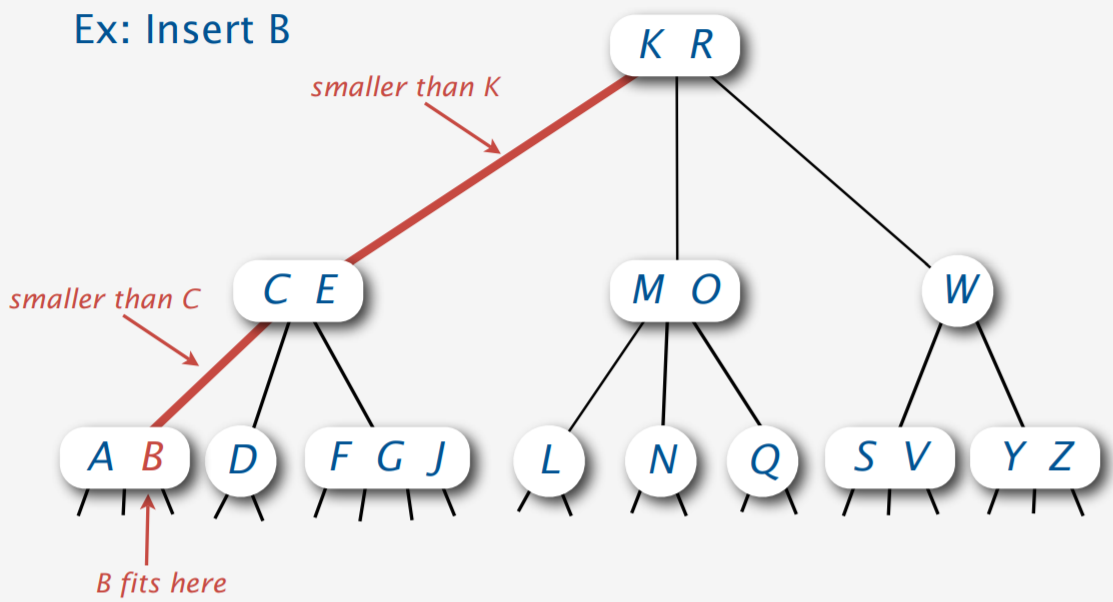 Ex: Insert B
K R
smaller than K
C E
M O
W
smaller than C
A B
D
F G J
L
N
Q
S V
Y Z
B fits here